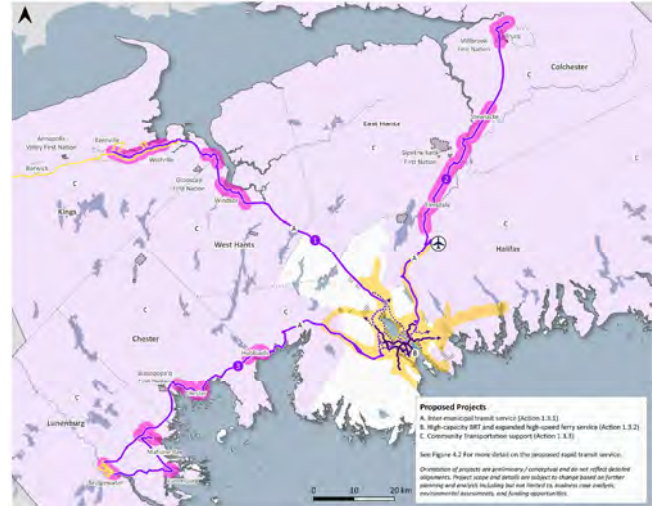 Millbrook
First Nation
Truro
Colchester
C
East Hants
Stewiacke
Sipekne'katik
First Nation
2
Elmsdale
Annapolis
Valley First Nation
Kentville
Wolfville
Berwick
C
Glooscap
First Nation
Windsor
Kings
C
West Hants
A
1
A
Halifax
C
C
C
A
Chester
Hubbards
B
3
C
Chester
Lunenburg
Mahone Bay
Bridgewater
Proposed Projects
A. Inter-municipal transit service (Action 1.3.1)
B. High-capacity BRT and expanded high-speed ferry service (Action 1.3.2)
C. Community Transportation support (Action 1.3.3)
See Figure 4.2 For more detail on the proposed rapid transit service.
Orientation of projects are preliminary / conceptual and do not reflect detailed
alignments. Project scope and details are subject to change based on further
planning and analysis including but not limited to, business case analysis,
environmental assessments, and funding opportunities.
0 10 20 km